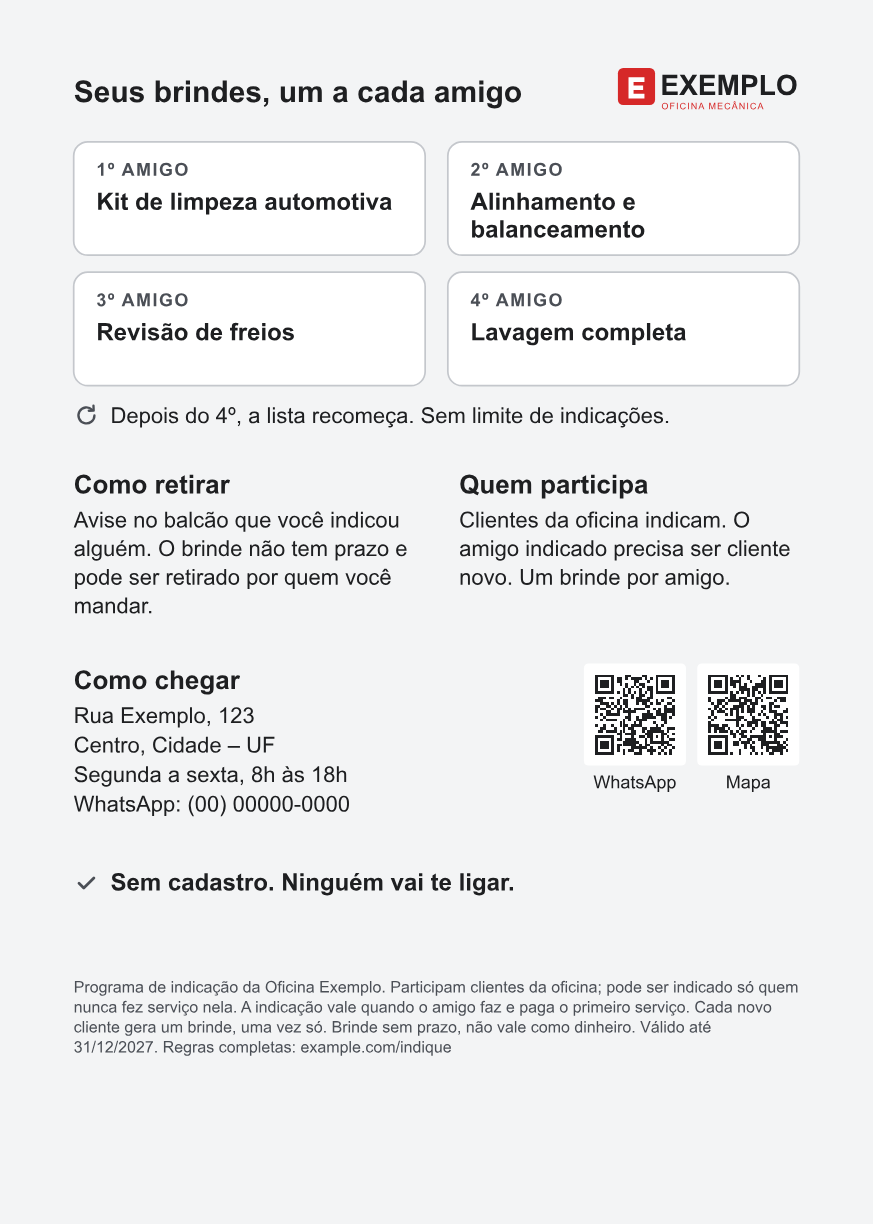 Seus brindes, um a cada amigo
E EXEMPLO
OFICINA MECÂNICA
1º AMIGO
Kit de limpeza automotiva
2º AMIGO
Alinhamento e
balanceamento
3º AMIGO
Revisão de freios
4º AMIGO
Lavagem completa
Depois do 4º, a lista recomeça. Sem limite de indicações.
Como retirar
Avise no balcão que você indicou
alguém. O brinde não tem prazo e
pode ser retirado por quem você
mandar.
Quem participa
Clientes da oficina indicam. O
amigo indicado precisa ser cliente
novo. Um brinde por amigo.
Como chegar
Rua Exemplo, 123
Centro, Cidade – UF
Segunda a sexta, 8h às 18h
WhatsApp: (00) 00000-0000
WhatsApp
Mapa
Sem cadastro. Ninguém vai te ligar.
Programa de indicação da Oficina Exemplo. Participam clientes da oficina; pode ser indicado só quem
nunca fez serviço nela. A indicação vale quando o amigo faz e paga o primeiro serviço. Cada novo
cliente gera um brinde, uma vez só. Brinde sem prazo, não vale como dinheiro. Válido até
31/12/2027. Regras completas: example.com/indique